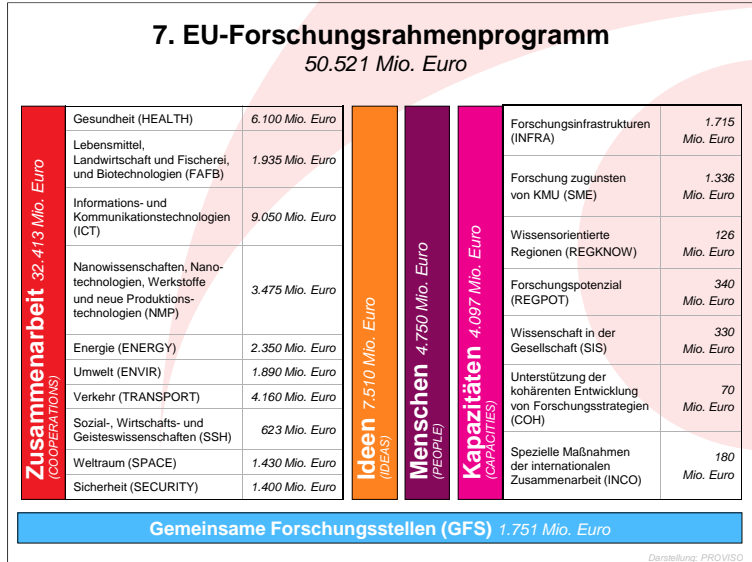 7. EU-Forschungsrahmenprogramm
50.521 Mio. Euro
Zusammenarbeit 32.413 Mio. Euro
(COOPERATIONS)
Gesundheit (HEALTH)
6.100 Mio. Euro
Lebensmittel,
Landwirtschaft und Fischerei,
und Biotechnologien (FAFB)
1.935 Mio. Euro
Informations- und
Kommunikationstechnologien
(ICT)
9.050 Mio. Euro
Nanowissenschaften, Nano-
technologien, Werkstoffe
und neue Produktions-
technologien (NMP)
3.475 Mio. Euro
Energie (ENERGY)
2.350 Mio. Euro
Umwelt (ENVIR)
1.890 Mio. Euro
Verkehr (TRANSPORT)
4.160 Mio. Euro
Sozial-, Wirtschafts- und
Geisteswissenschaften (SSH)
623 Mio. Euro
Weltraum (SPACE)
1.430 Mio. Euro
Sicherheit (SECURITY)
1.400 Mio. Euro
Ideen 7.510 Mio. Euro
(IDEAS)
Menschen 4.750 Mio. Euro
(PEOPLE)
Kapazitäten 4.097 Mio. Euro
(CAPACITIES)
Forschungsinfrastrukturen
(INFRA)
1.715
Mio. Euro
Forschung zugunsten
von KMU (SME)
1.336
Mio. Euro
Wissensorientierte
Regionen (REGKNOW)
126
Mio. Euro
Forschungspotenzial
(REGPOT)
340
Mio. Euro
Wissenschaft in der
Gesellschaft (SIS)
330
Mio. Euro
Unterstützung der
kohärenten Entwicklung
von Forschungsstrategien
(COH)
70
Mio. Euro
Spezielle Maßnahmen
der internationalen
Zusammenarbeit (INCO)
180
Mio. Euro
Gemeinsame Forschungsstellen (GFS) 1.751 Mio. Euro
Darstellung: PROVISO